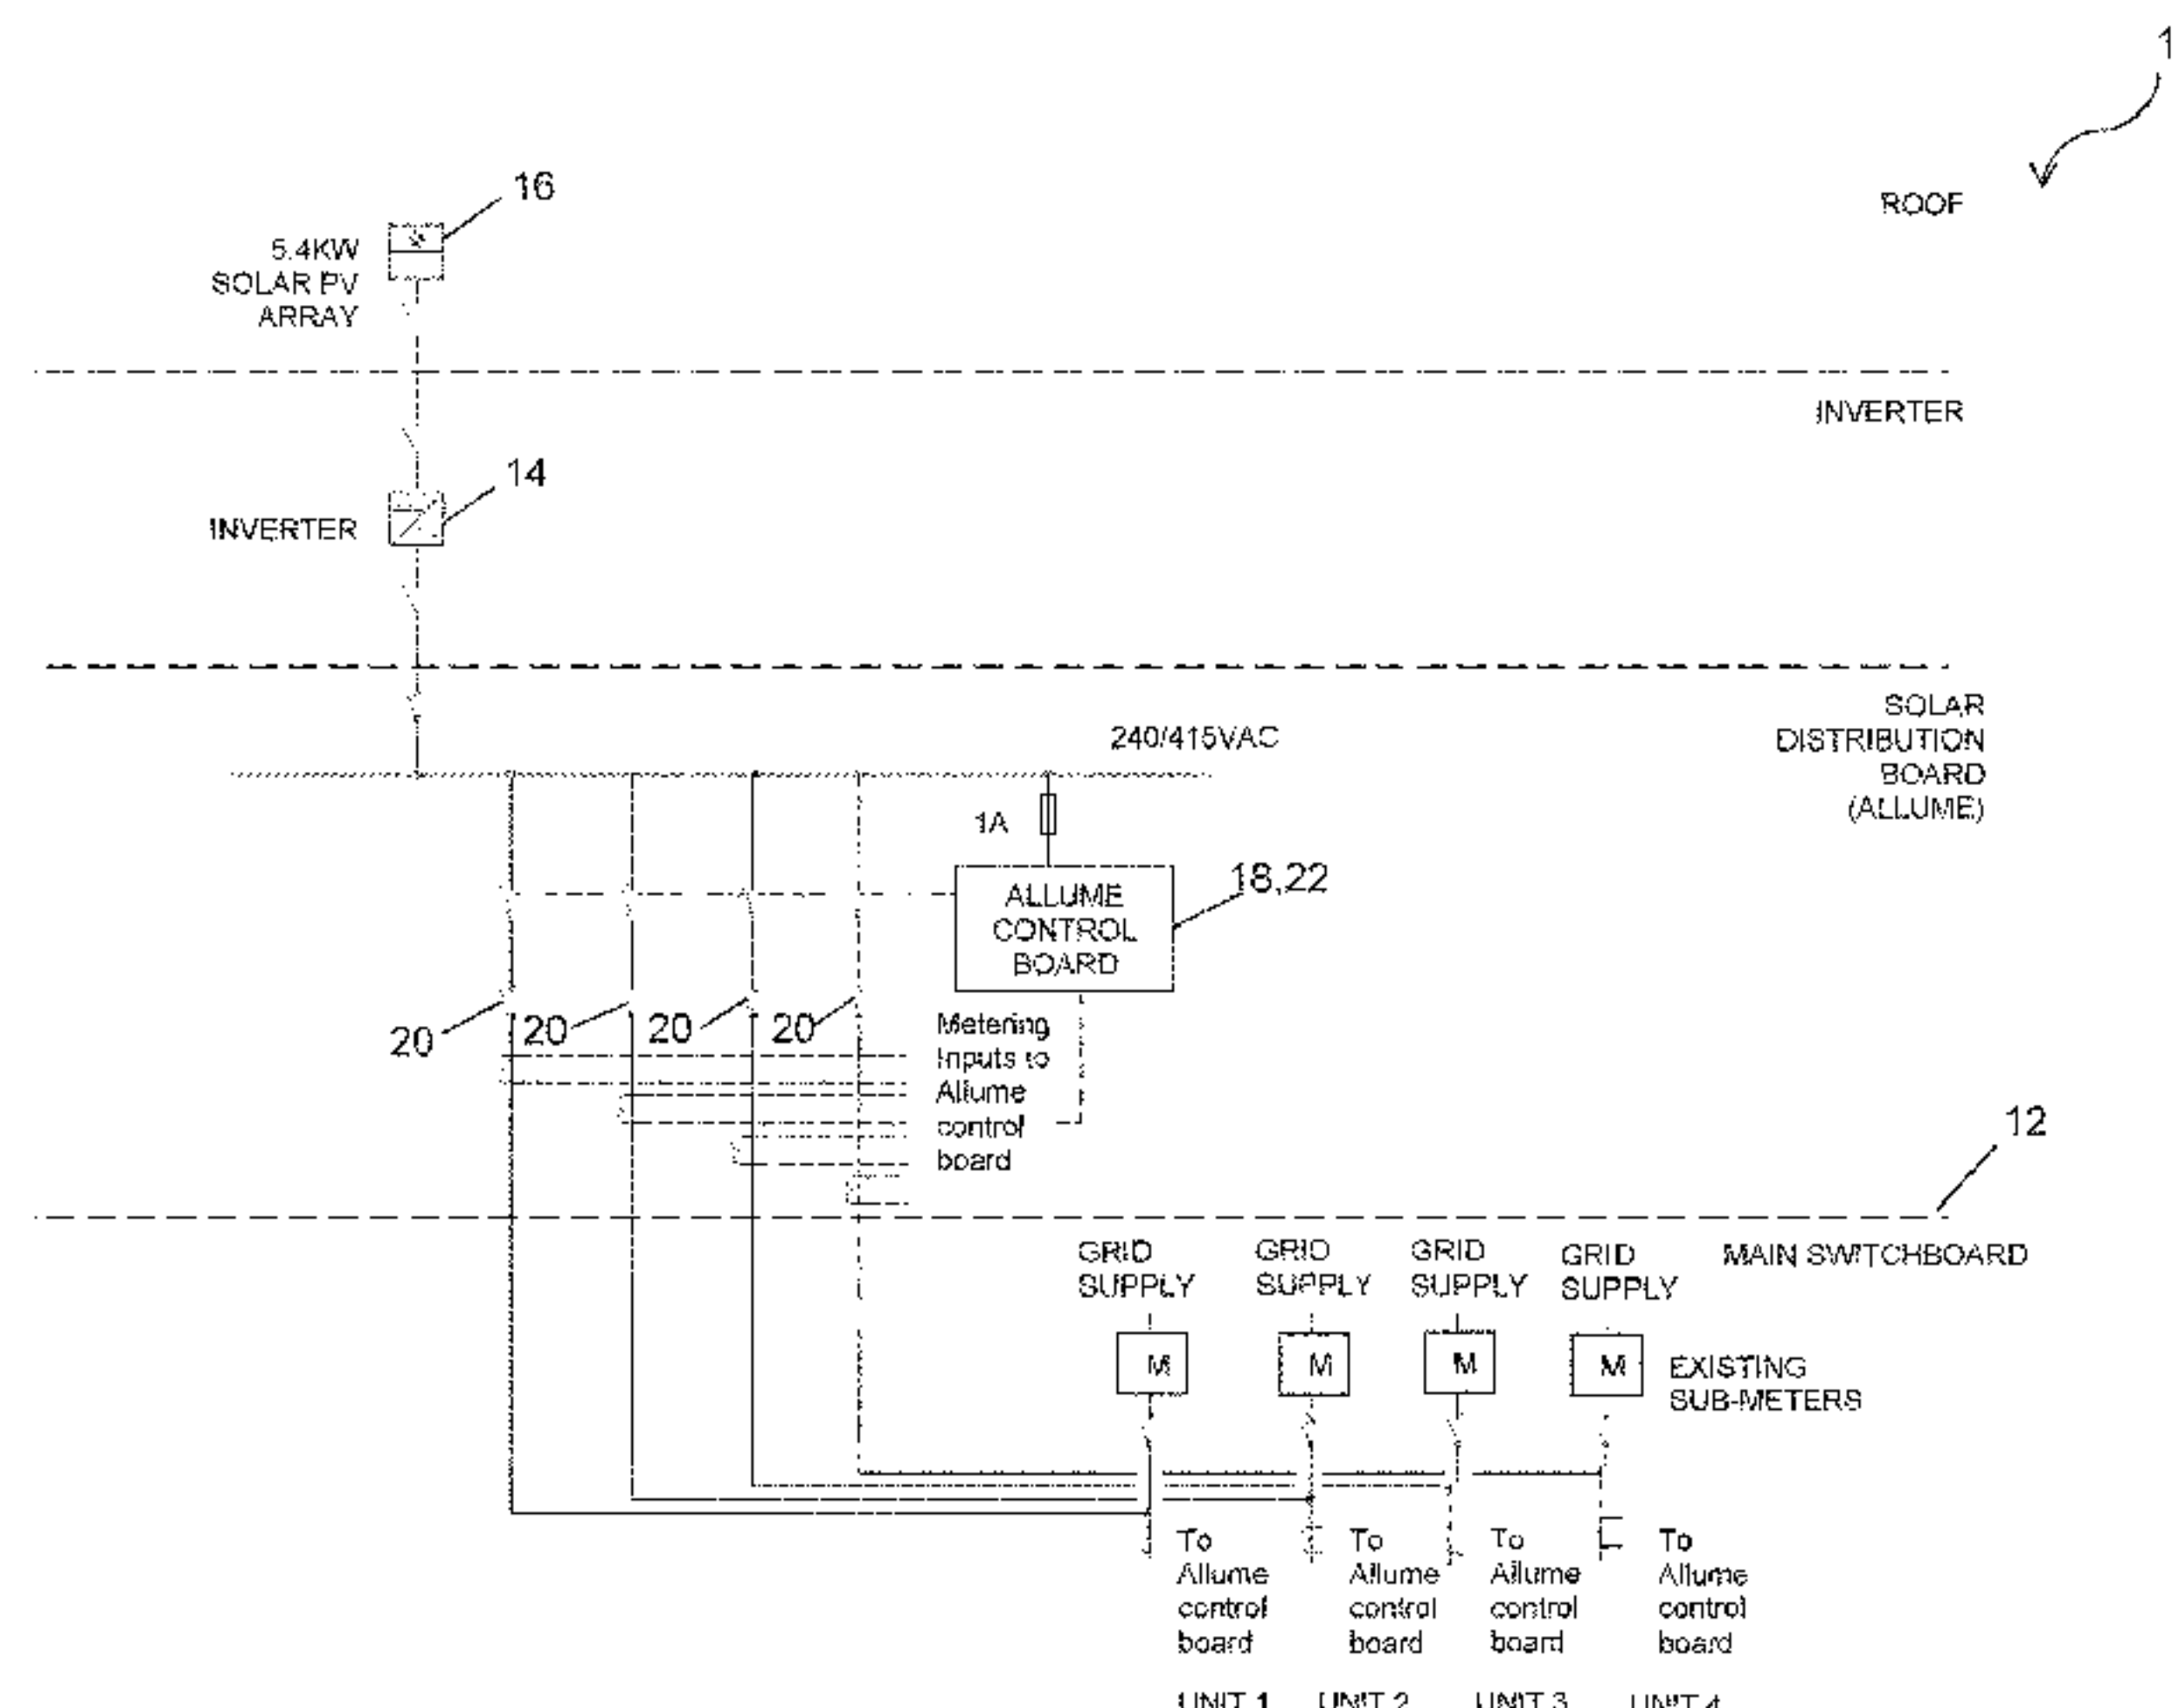 1
ROOF
16
5.4KW
SOLAR PV
ARRAY
INVERTER
14
INVERTER
SOLAR
DISTRIBUTION
BOARD
(ALLUME)
240/415VAC
1A
ALLUME
CONTROL
BOARD
18,22
20
20
20
20
Metering
Inputs to
Allume
control
board
12
MAIN SWITCHBOARD
GRID
SUPPLY
GRID
SUPPLY
GRID
SUPPLY
GRID
SUPPLY
M
M
M
M
EXISTING
SUB-METERS
To
Allume
control
board
To
Allume
control
board
To
Allume
control
board
To
Allume
control
board
UNIT 1
UNIT 2
UNIT 3
UNIT 4